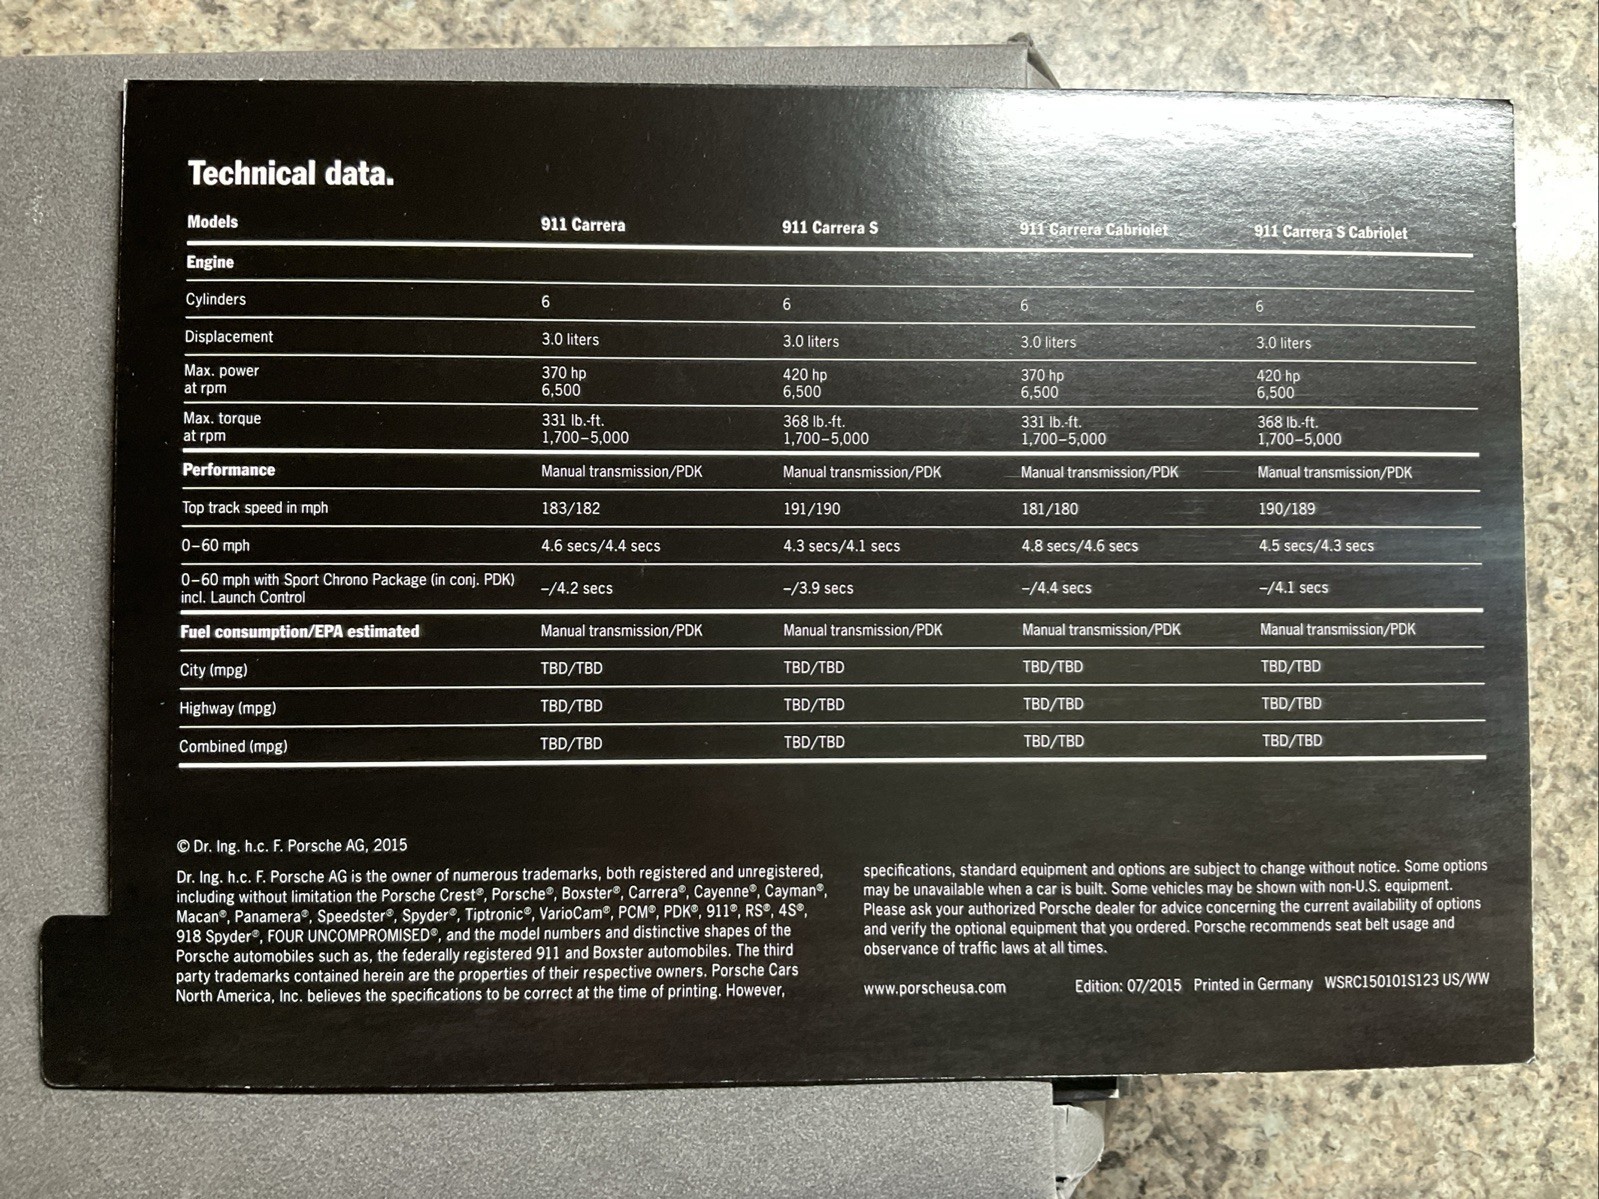 Technical data.
Models 911 Carrera 911 Carrera S 911 Carrera Cabriolet 911 Carrera S Cabriolet
Engine
Cylinders 6 6 6 6
Displacement 3.0 liters 3.0 liters 3.0 liters 3.0 liters
Max. power 370 hp 420 hp 370 hp 420 hp
at rpm 6,500 6,500 6,500 6,500
Max. torque 331 lb.-ft. 368 lb.-ft. 331 lb.-ft. 368 lb.-ft.
at rpm 1,700–5,000 1,700–5,000 1,700–5,000 1,700–5,000
Performance Manual transmission/PDK Manual transmission/PDK Manual transmission/PDK Manual transmission/PDK
Top track speed in mph 183/182 191/190 181/180 190/189
0–60 mph 4.6 secs/4.4 secs 4.3 secs/4.1 secs 4.8 secs/4.6 secs 4.5 secs/4.3 secs
0–60 mph with Sport Chrono Package (in conj. PDK)
incl. Launch Control –/4.2 secs –/3.9 secs –/4.4 secs –/4.1 secs
Fuel consumption/EPA estimated Manual transmission/PDK Manual transmission/PDK Manual transmission/PDK Manual transmission/PDK
City (mpg) TBD/TBD TBD/TBD TBD/TBD TBD/TBD
Highway (mpg) TBD/TBD TBD/TBD TBD/TBD TBD/TBD
Combined (mpg) TBD/TBD TBD/TBD TBD/TBD TBD/TBD
© Dr. Ing. h.c. F. Porsche AG, 2015
Dr. Ing. h.c. F. Porsche AG is the owner of numerous trademarks, both registered and unregistered,
including without limitation the Porsche Crest®, Porsche®, Boxster®, Carrera®, Cayenne®, Cayman®,
Macan®, Panamera®, Speedster®, Spyder®, Tiptronic®, VarioCam®, PCM®, PDK®, 911®, RS®, 4S®,
918 Spyder®, FOUR UNCOMPROMISED®, and the model numbers and distinctive shapes of the
Porsche automobiles such as, the federally registered 911 and Boxster automobiles. The third
party trademarks contained herein are the properties of their respective owners. Porsche Cars
North America, Inc. believes the specifications to be correct at the time of printing. However,
specifications, standard equipment and options are subject to change without notice. Some options
may be unavailable when a car is built. Some vehicles may be shown with non-U.S. equipment.
Please ask your authorized Porsche dealer for advice concerning the current availability of options
and verify the optional equipment that you ordered. Porsche recommends seat belt usage and
observance of traffic laws at all times.
www.porscheusa.com Edition: 07/2015 Printed in Germany WSRC150101S123 US/WW